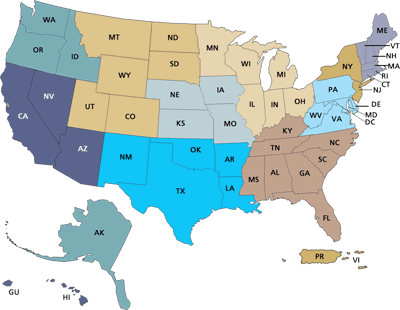 WA
ME
MT
ND
MN
VT
OR
ID
NH
SD
WI
NY
MA
WY
MI
RI
CT
IA
PA
NJ
NE
NV
IL
IN
OH
UT
DE
CO
WV
VA
MD
CA
KS
MO
KY
DC
NC
TN
AZ
OK
AR
NM
SC
MS
AL
GA
TX
LA
FL
AK
PR
VI
GU
HI